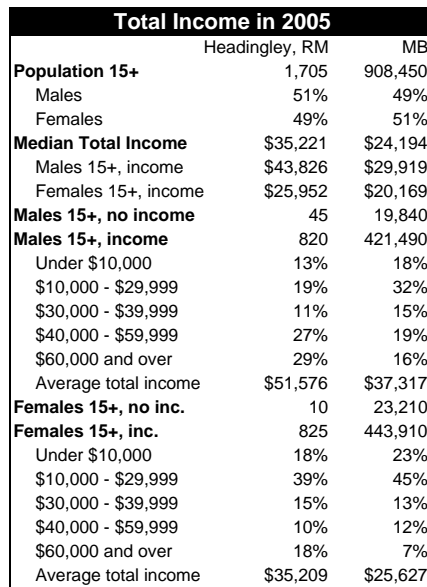 Total Income in 2005
Headingley, RM MB
Population 15+ 1,705 908,450
Males 51% 49%
Females 49% 51%
Median Total Income $35,221 $24,194
Males 15+, income $43,826 $29,919
Females 15+, income $25,952 $20,169
Males 15+, no income 45 19,840
Males 15+, income 820 421,490
Under $10,000 13% 18%
$10,000 - $29,999 19% 32%
$30,000 - $39,999 11% 15%
$40,000 - $59,999 27% 19%
$60,000 and over 29% 16%
Average total income $51,576 $37,317
Females 15+, no inc. 10 23,210
Females 15+, inc. 825 443,910
Under $10,000 18% 23%
$10,000 - $29,999 39% 45%
$30,000 - $39,999 15% 13%
$40,000 - $59,999 10% 12%
$60,000 and over 18% 7%
Average total income $35,209 $25,627